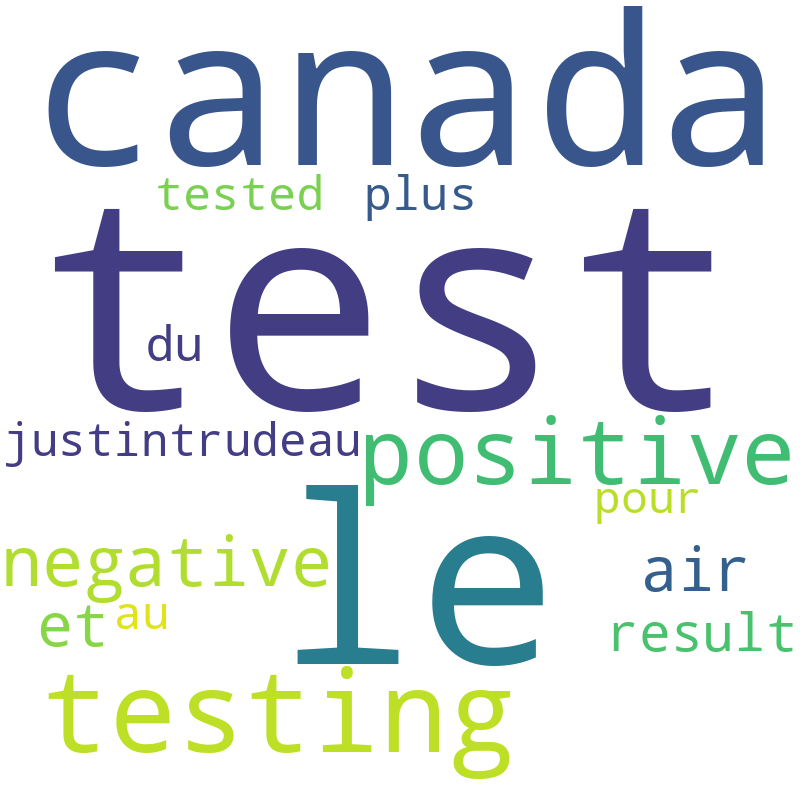 canada
tested plus
test
du
justintrudeau positive
le pour
negative air
et au result
testing